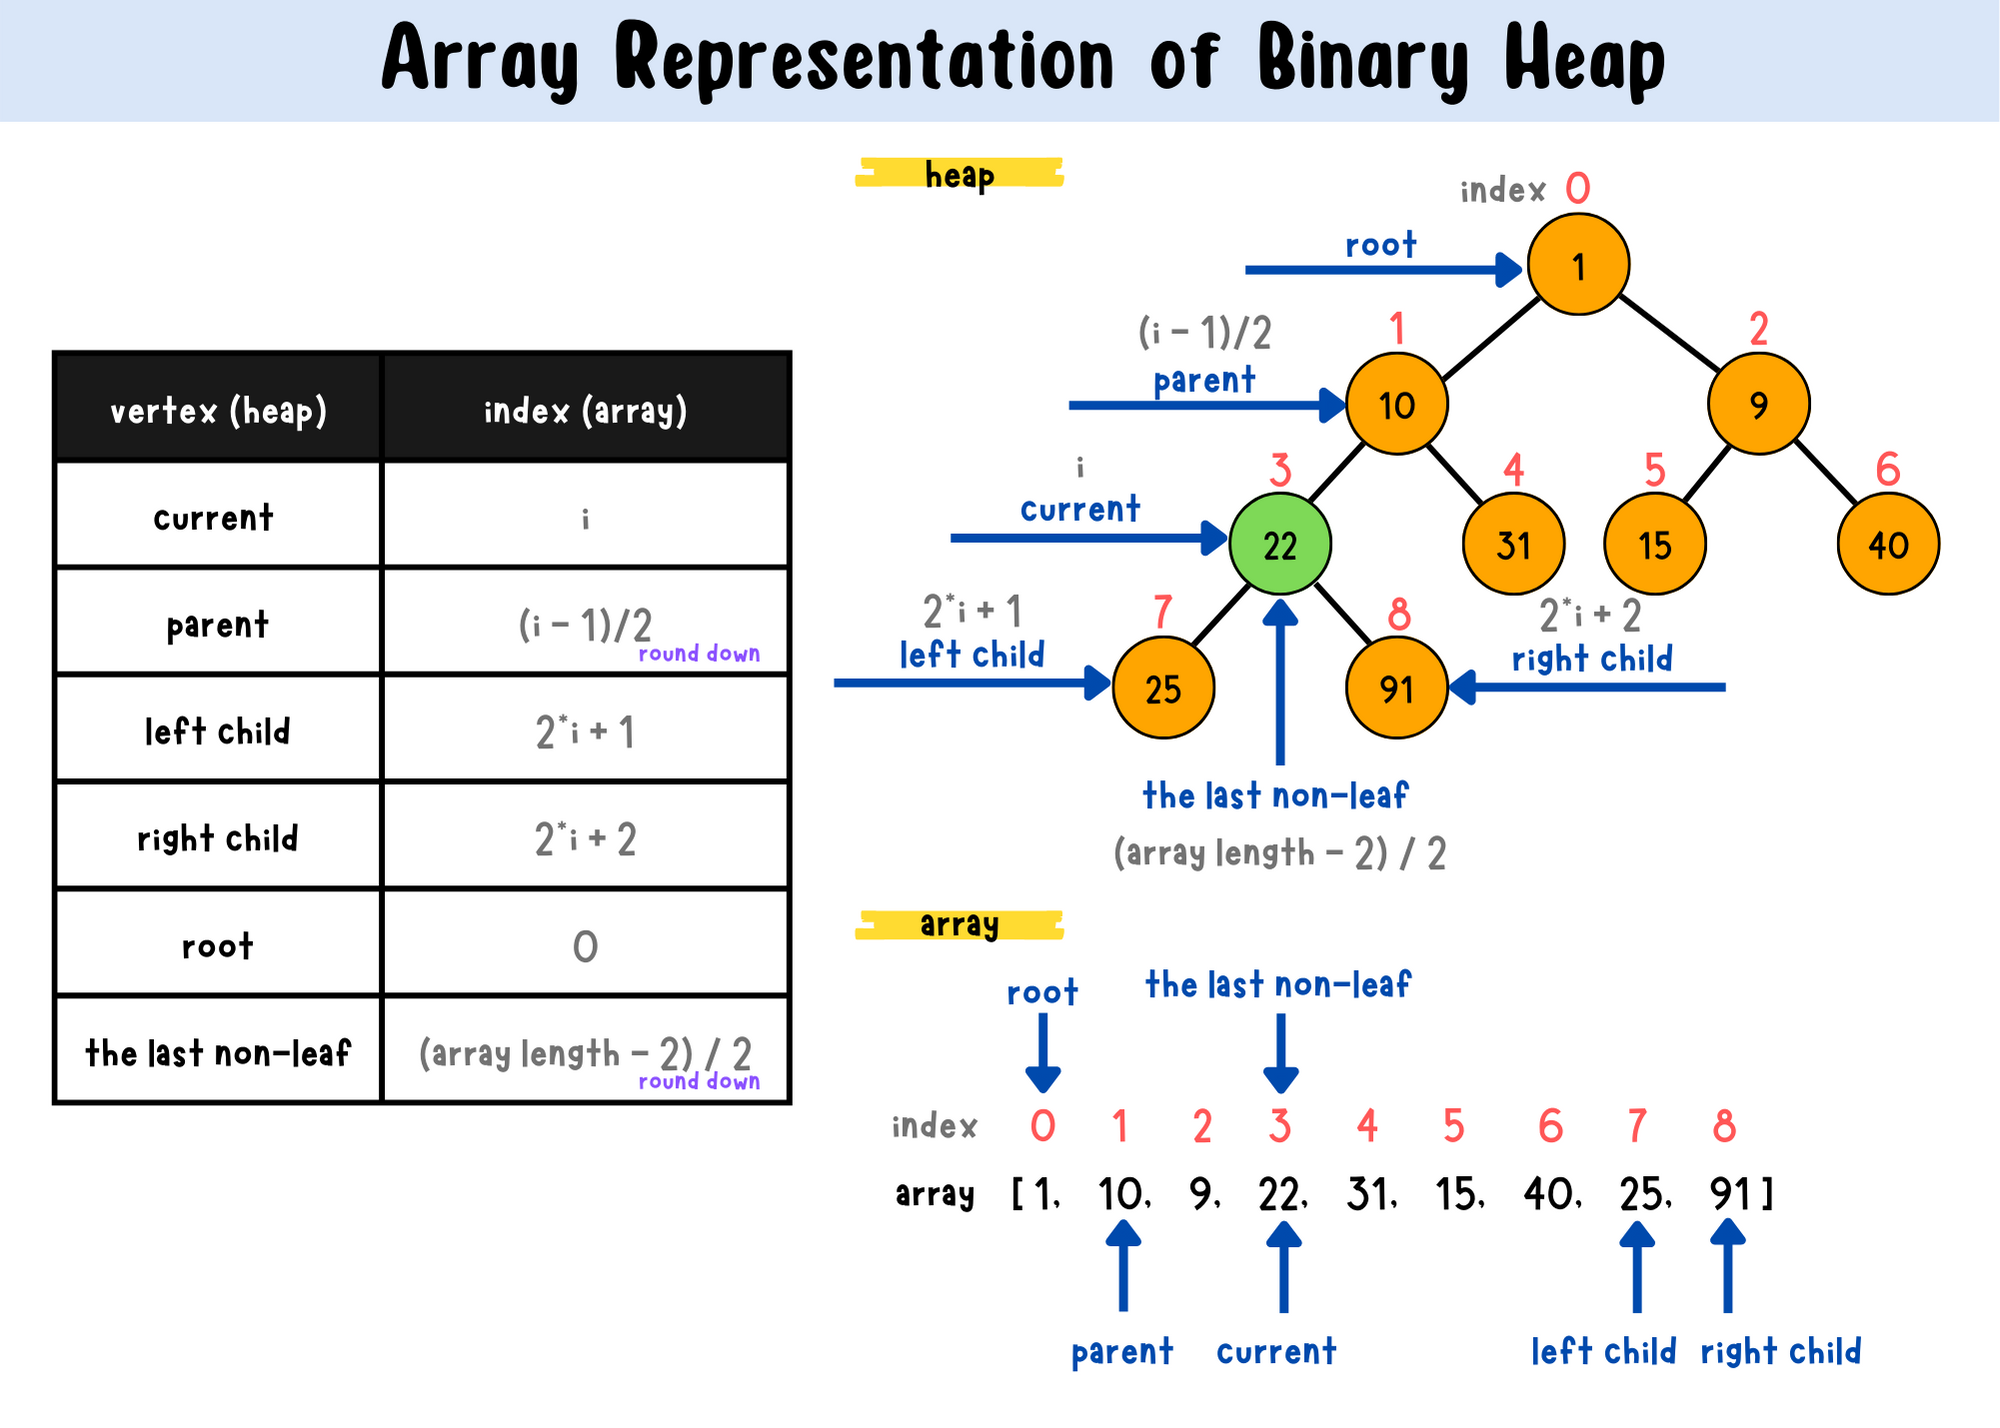 Array Representation of Binary Heap
vertex (heap) index (array)
current i
parent (i - 1)/2
round down
left child 2*i + 1
right child 2*i + 2
root 0
the last non-leaf (array length - 2) / 2
round down
heap
index 0
root
1
(i - 1)/2 1 2
parent
10 9
i 3 4 5 6
current
22 31 15 40
2*i + 1 7 8 2*i + 2
left child right child
25 91
the last non-leaf
(array length - 2) / 2
array
root the last non-leaf
index 0 1 2 3 4 5 6 7 8
array [ 1, 10, 9, 22, 31, 15, 40, 25, 91 ]
parent current left child right child